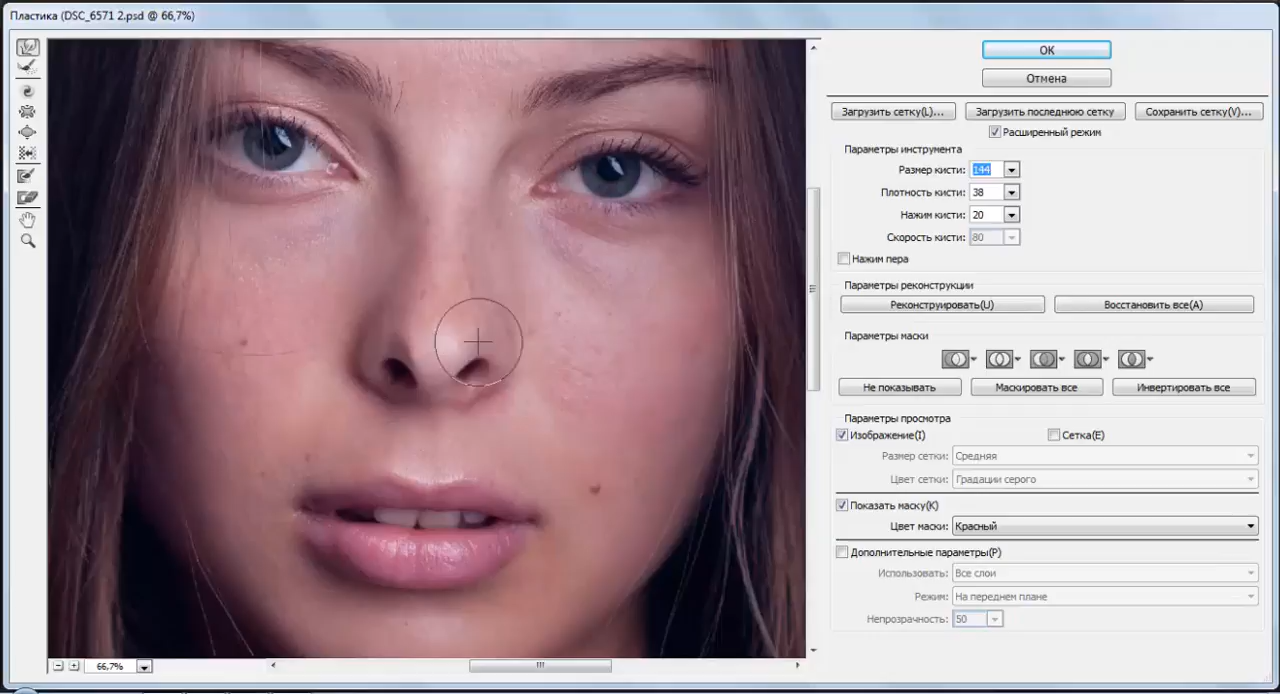 Пластика (DSC_6571 2.psd @ 66,7%)
ОК
Отмена
Загрузить сетку(L)... Загрузить последнюю сетку Сохранить сетку(V)...
Расширенный режим
Параметры инструмента
Размер кисти: 144
Плотность кисти: 38
Нажим кисти: 20
Скорость кисти: 80
Нажим пера
Параметры реконструкции
Реконструировать(U) Восстановить все(A)
Параметры маски
Не показывать Маскировать все Инвертировать все
Параметры просмотра
Изображение(I) Сетка(E)
Размер сетки: Средняя
Цвет сетки: Градации серого
Показать маску(K)
Цвет маски: Красный
Дополнительные параметры(P)
Использовать: Все слои
Режим: На переднем плане
Непрозрачность: 50
66,7%